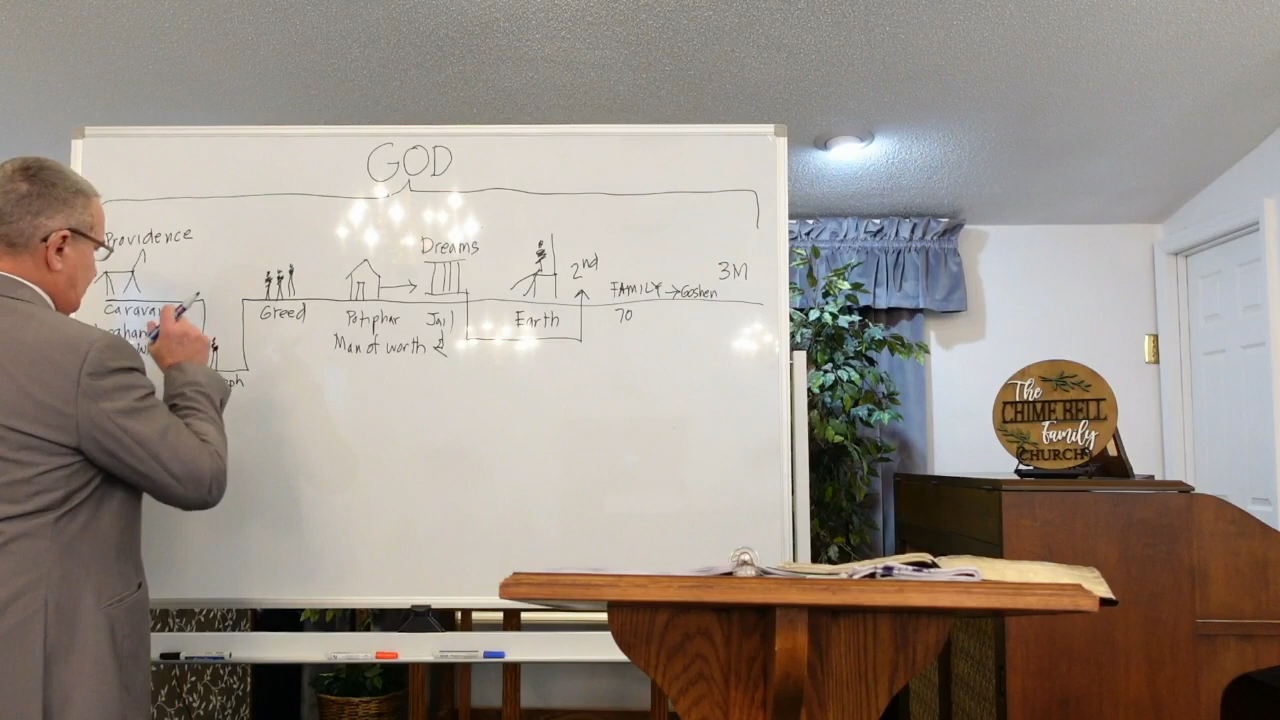 GOD
Providence
Dreams
2nd
3M
FAMILY → Goshen
Greed
Potiphar
Jail
Earth
70
Man of worth
The
CHIME BELL
Family
CHURCH